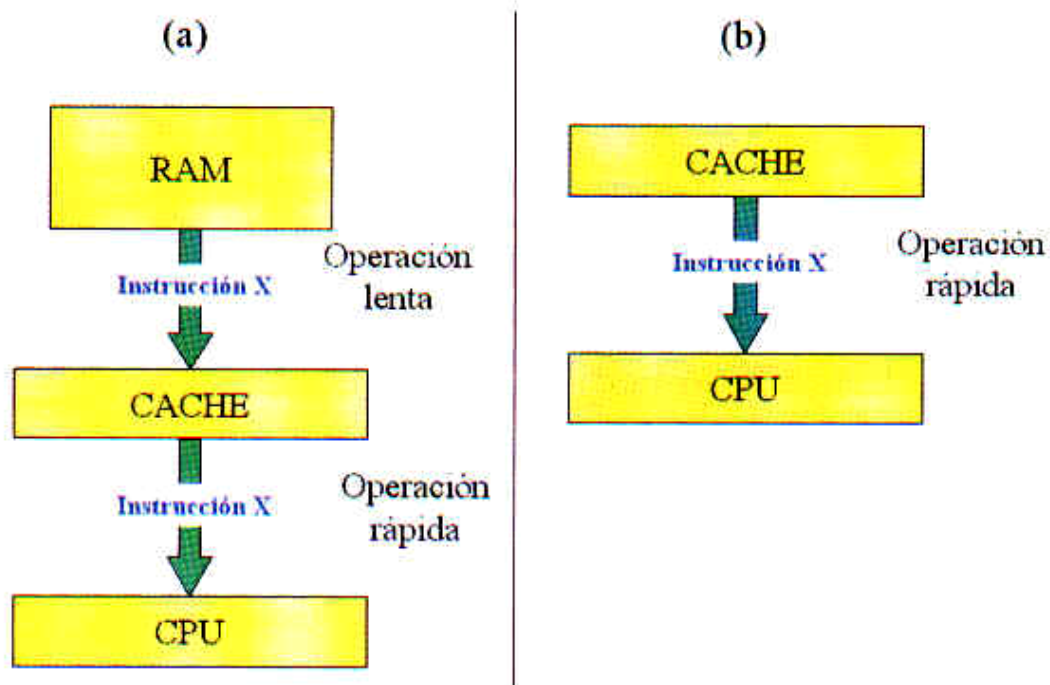 (a)
RAM
Operación
lenta
Instrucción X
CACHE
Instrucción X
Operación
rápida
CPU
(b)
CACHE
Instrucción X
Operación
rápida
CPU